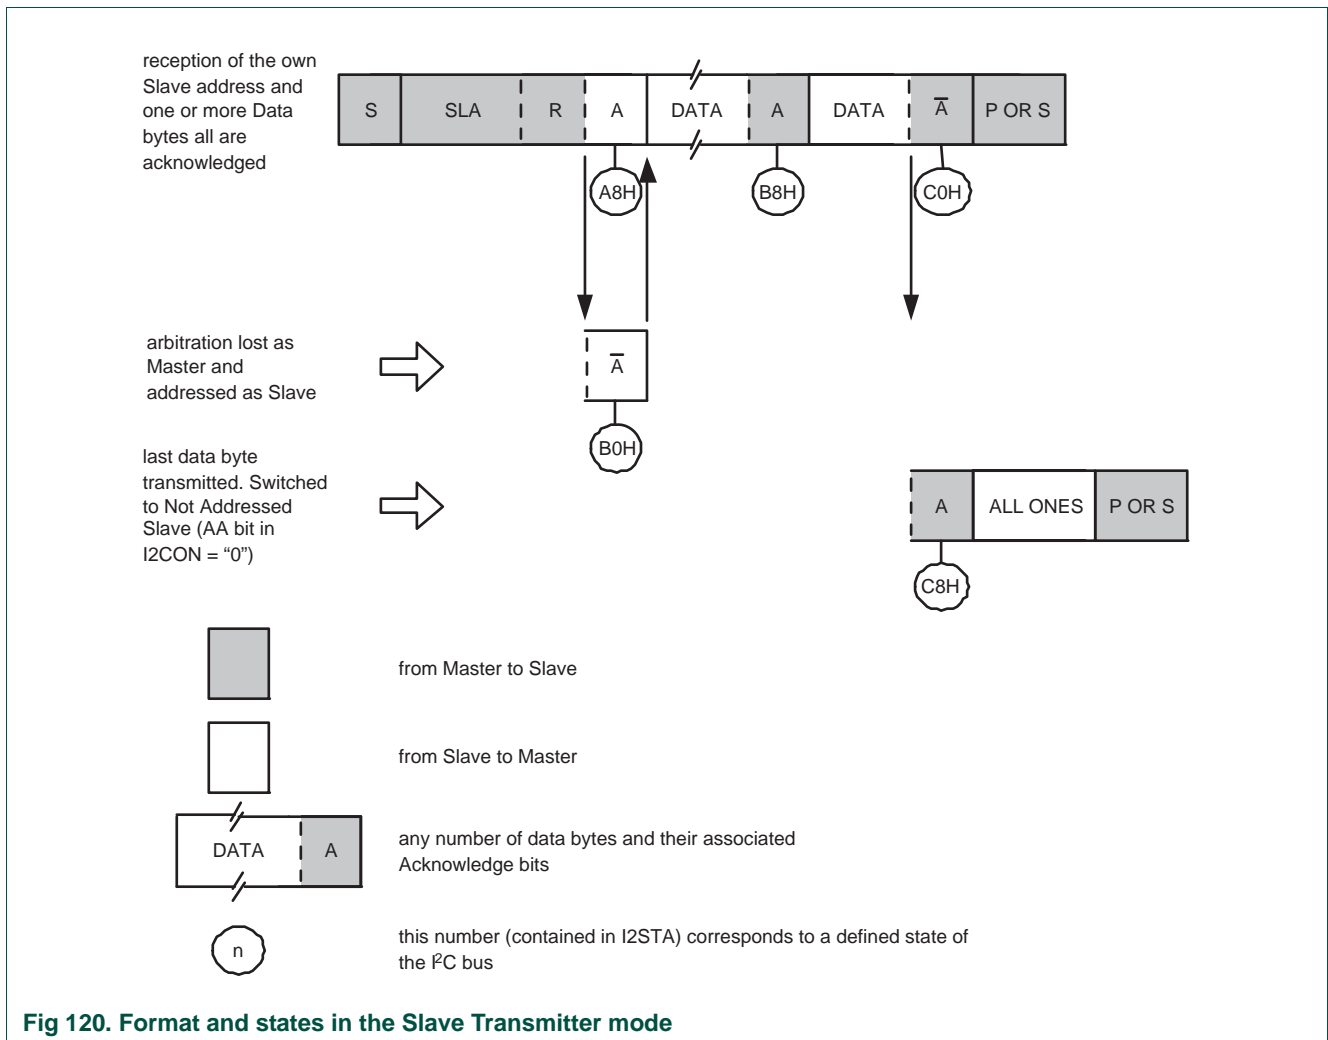 reception of the own
Slave address and
one or more Data
bytes all are
acknowledged
S SLA R A DATA A DATA A̅ P OR S
A8H B8H C0H
arbitration lost as
Master and
addressed as Slave
A̅
B0H
last data byte
transmitted. Switched
to Not Addressed
Slave (AA bit in
I2CON = “0”)
A ALL ONES P OR S
C8H
from Master to Slave
from Slave to Master
DATA A
any number of data bytes and their associated
Acknowledge bits
n
this number (contained in I2STA) corresponds to a defined state of
the I²C bus
Fig 120. Format and states in the Slave Transmitter mode